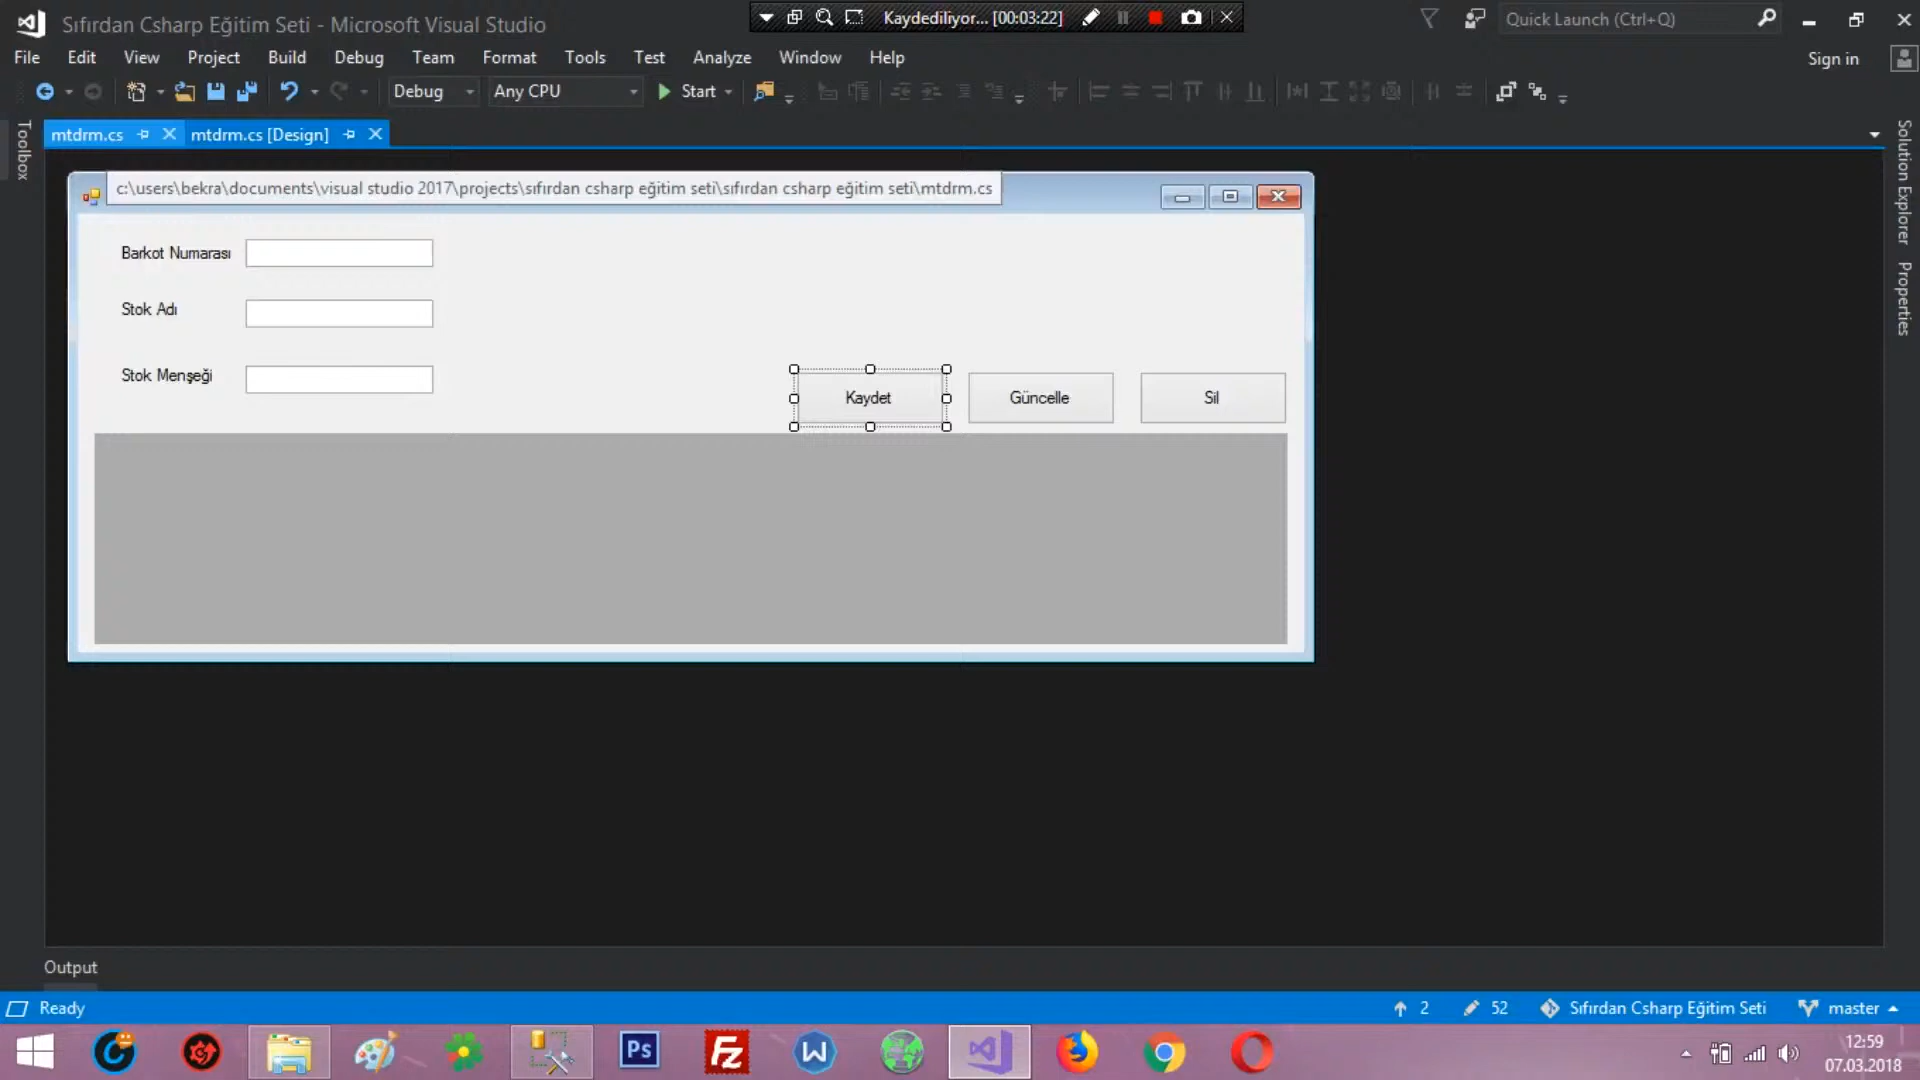 Sıfırdan Csharp Eğitim Seti - Microsoft Visual Studio
Kaydediliyor... [00:03:22]
Quick Launch (Ctrl+Q)
File Edit View Project Build Debug Team Format Tools Test Analyze Window Help
Sign in
Debug Any CPU Start
mtdrm.cs mtdrm.cs [Design]
Toolbox
Solution Explorer
Properties
c:\users\bekra\documents\visual studio 2017\projects\sıfırdan csharp eğitim seti\sıfırdan csharp eğitim seti\mtdrm.cs
Barkot Numarası
Stok Adı
Stok Menşeği
Kaydet Güncelle Sil
Output
Ready
2 52 Sıfırdan Csharp Eğitim Seti master
Ps
Fz
W
12:59
07.03.2018